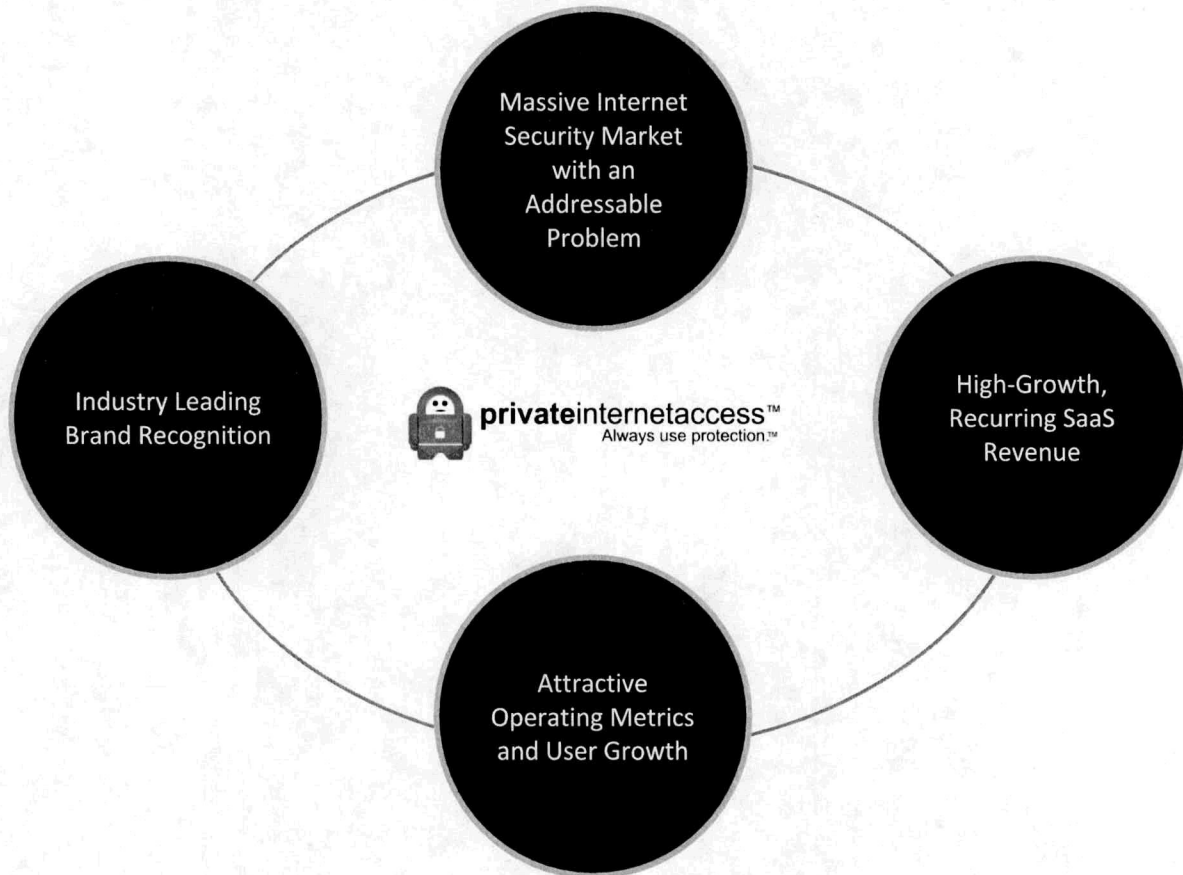 Massive Internet
Security Market
with an
Addressable
Problem
Industry Leading
Brand Recognition
privateinternetaccess™
Always use protection.™
High-Growth,
Recurring SaaS
Revenue
Attractive
Operating Metrics
and User Growth